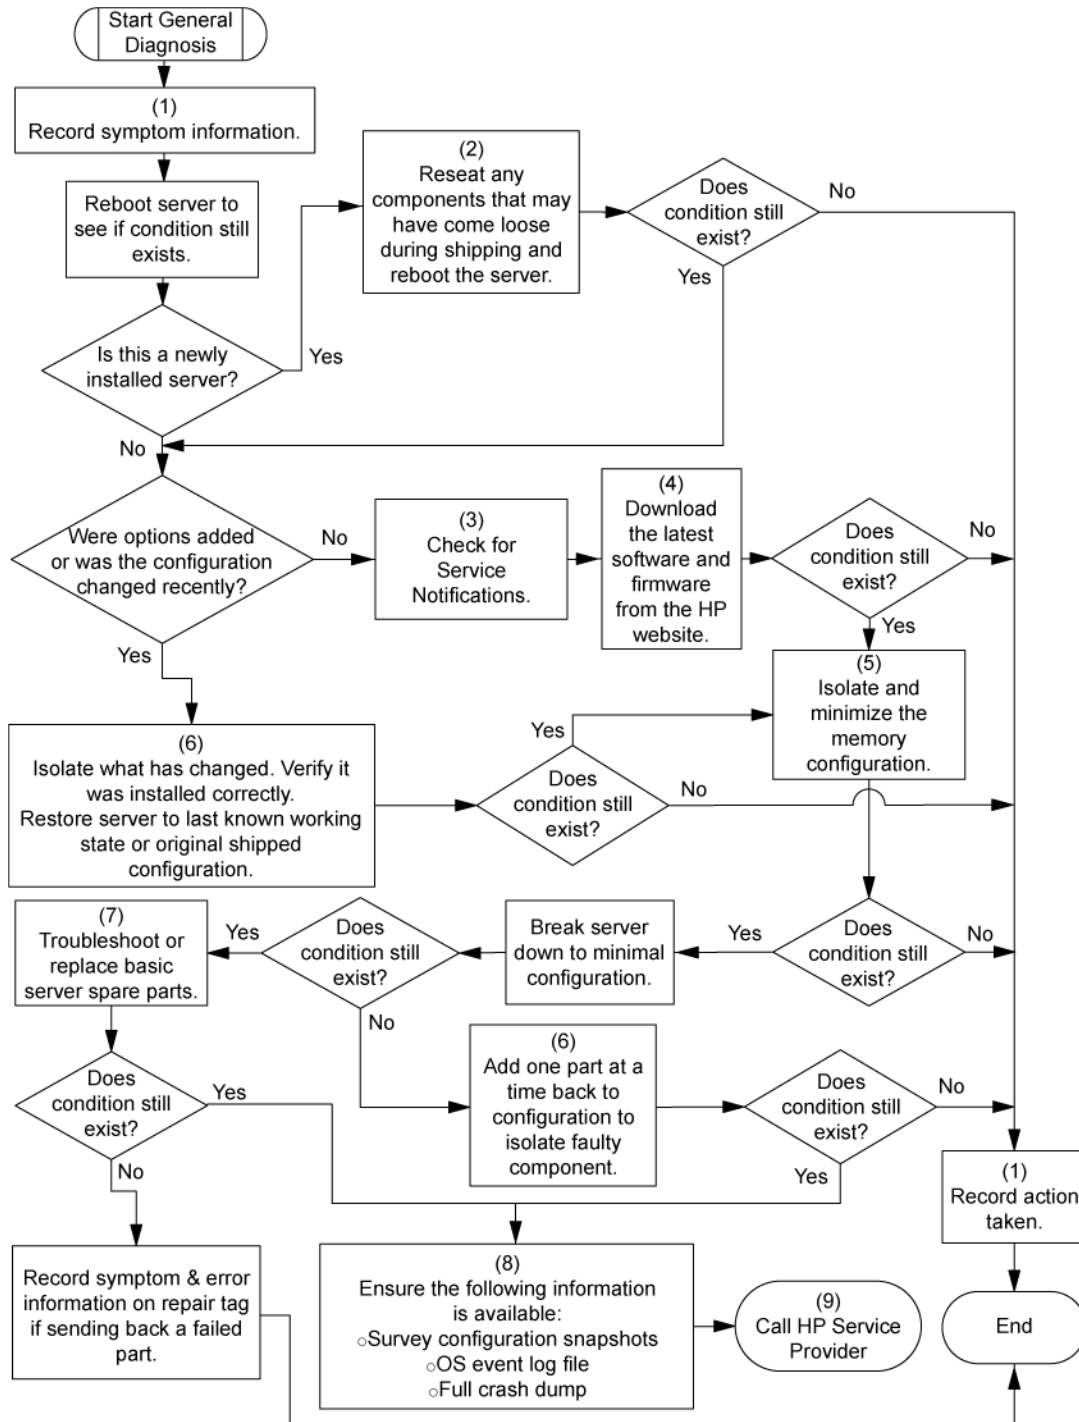 Start General
Diagnosis
(1)
Record symptom information.
Reboot server to
see if condition still
exists.
(2)
Reseat any
components that may
have come loose
during shipping and
reboot the server.
Does
condition still
exist?
No
Yes
Is this a newly
installed server?
Yes
No
Were options added
or was the configuration
changed recently?
No
(3)
Check for
Service
Notifications.
(4)
Download
the latest
software and
firmware
from the HP
website.
Does
condition still
exist?
No
Yes
Yes
(5)
Isolate and
minimize the
memory
configuration.
(6)
Isolate what has changed. Verify it
was installed correctly.
Restore server to last known working
state or original shipped
configuration.
Yes
Does
condition still
exist?
No
(7)
Troubleshoot or
replace basic
server spare parts.
Yes
Does
condition still
exist?
No
Break server
down to minimal
configuration.
Yes
Does
condition still
exist?
No
Does
condition still
exist?
Yes
No
(6)
Add one part at a
time back to
configuration to
isolate faulty
component.
Does
condition still
exist?
No
Yes
(1)
Record action
taken.
Record symptom & error
information on repair tag
if sending back a failed
part.
(8)
Ensure the following information
is available:
○Survey configuration snapshots
○OS event log file
○Full crash dump
(9)
Call HP Service
Provider
End